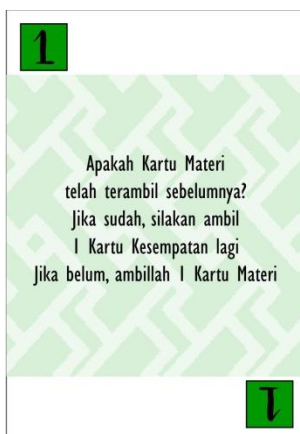 1
Apakah Kartu Materi
telah terambil sebelumnya?
Jika sudah, silakan ambil
1 Kartu Kesempatan lagi
Jika belum, ambillah 1 Kartu Materi
1